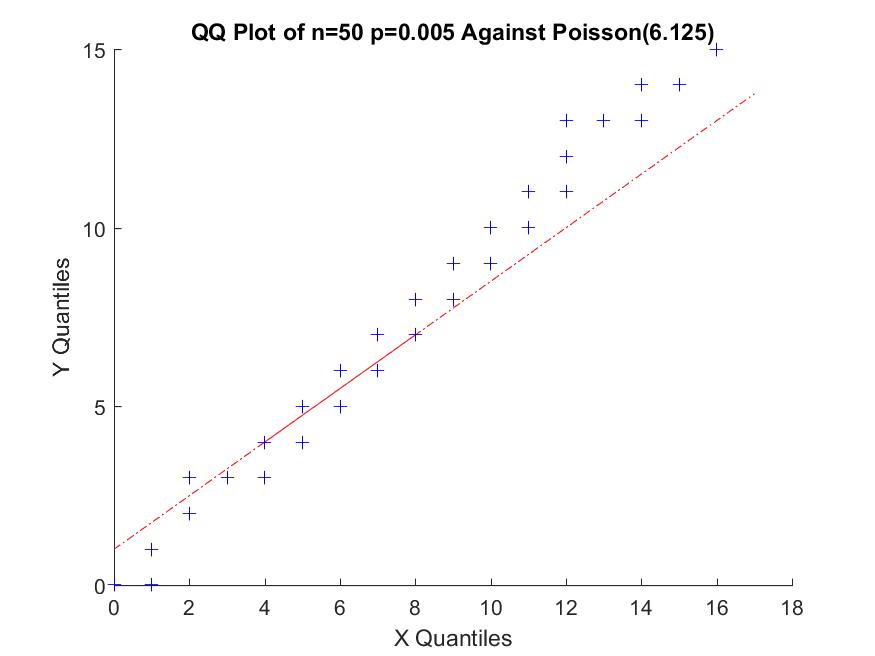 QQ Plot of n=50 p=0.005 Against Poisson(6.125)
15
10
5
0
Y Quantiles
0 2 4 6 8 10 12 14 16 18
X Quantiles